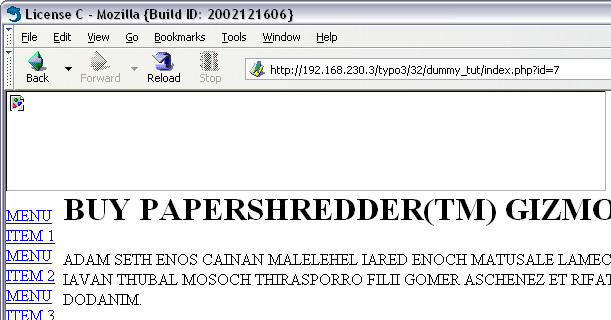 License C - Mozilla {Build ID: 2002121606}
File Edit View Go Bookmarks Tools Window Help
Back Forward Reload Stop http://192.168.230.3/typo3/32/dummy_tut/index.php?id=7
BUY PAPERSHREDDER(TM) GIZMO
MENU
ITEM 1
MENU
ITEM 2
MENU
ITEM 3
ADAM SETH ENOS CAINAN MALELEHEL IARED ENOCH MATUSALE LAMEC
IAVAN THUBAL MOSOCH THIRASPORRO FILII GOMER ASCHENEZ ET RIFAT
DODANIM.